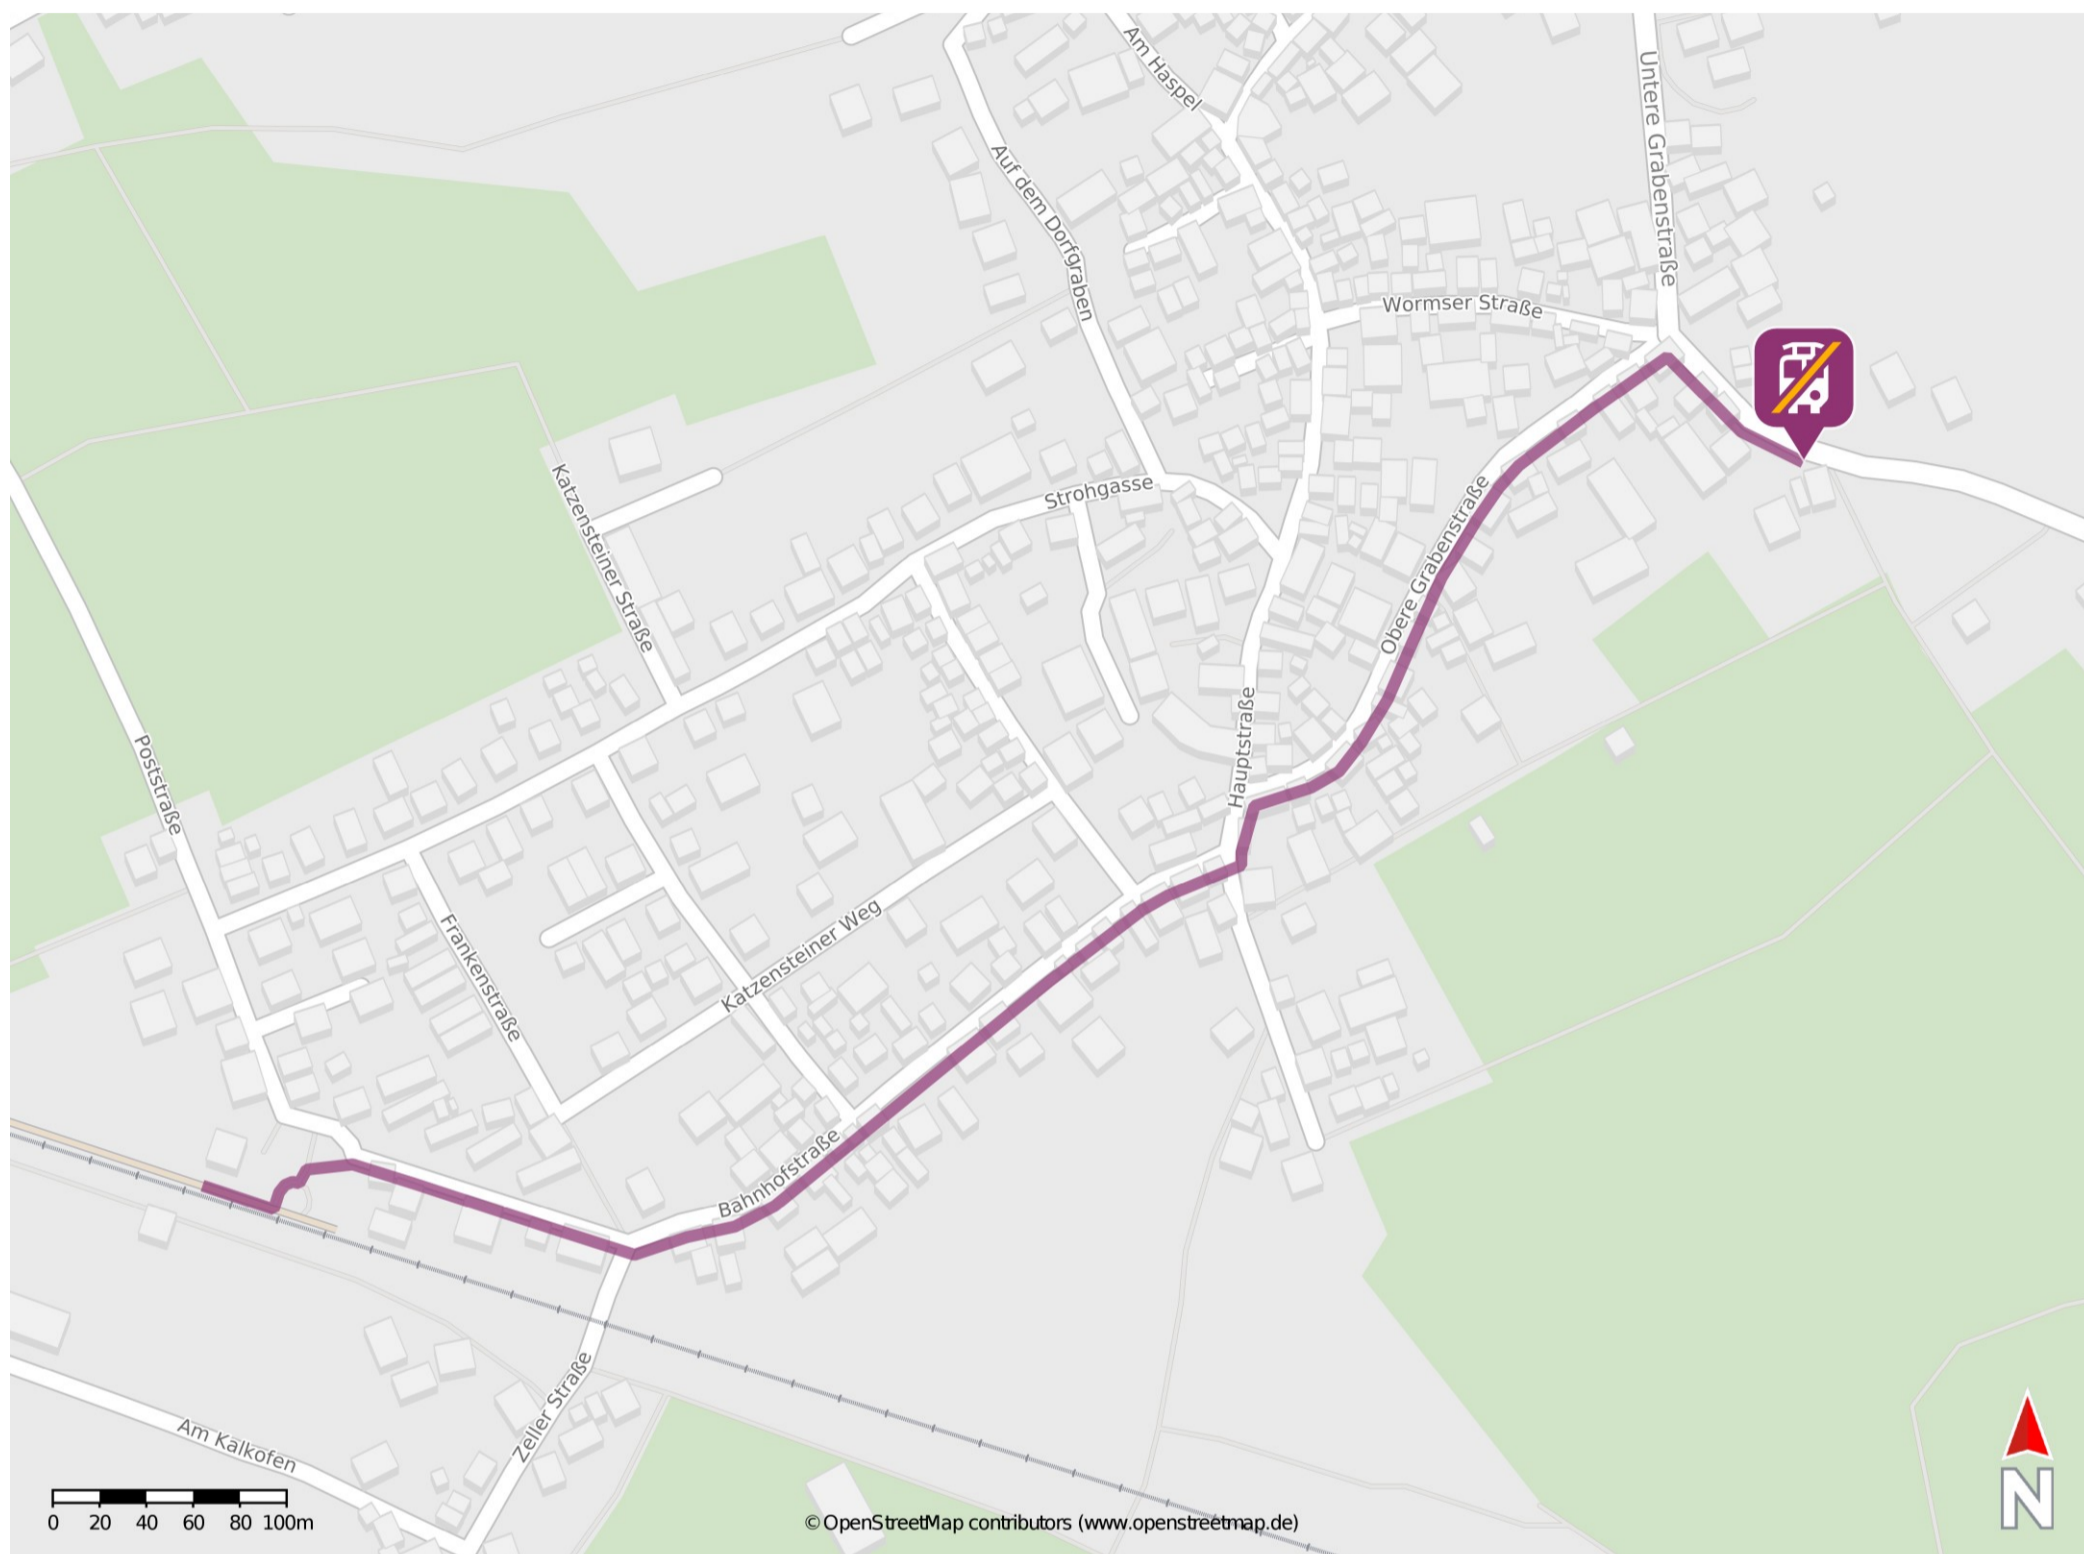 Am Haspel
Untere Grabenstraße
Auf dem Dorfgraben
Wormser Straße
Strohgasse
Katzensteiner Straße
Obere Grabenstraße
Hauptstraße
Poststraße
Katzensteiner Weg
Frankenstraße
Bahnhofstraße
Zeller Straße
Am Kalkofen
N
0 20 40 60 80 100m
© OpenStreetMap contributors (www.openstreetmap.de)